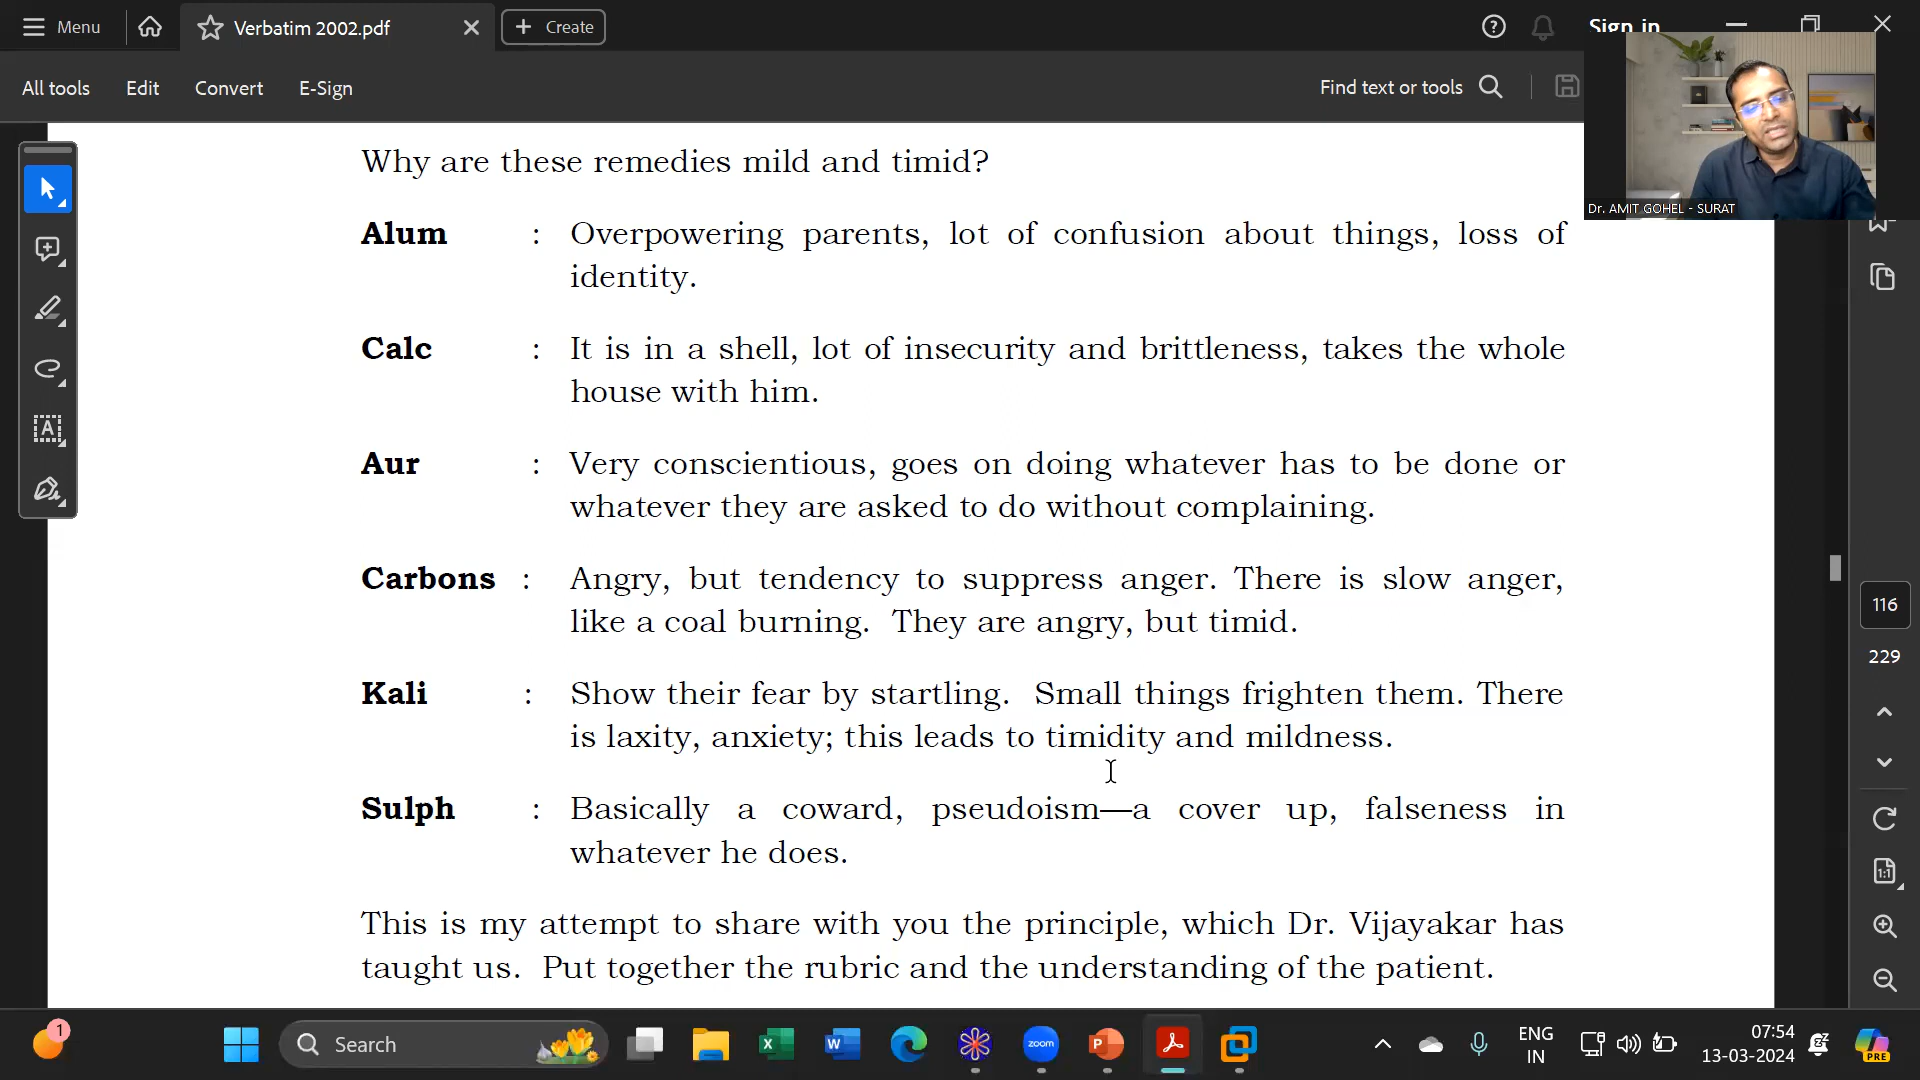 Menu
Verbatim 2002.pdf
Create
Sign in
All tools
Edit
Convert
E-Sign
Find text or tools
Dr. AMIT GOHEL - SURAT
Why are these remedies mild and timid?
Alum : Overpowering parents, lot of confusion about things, loss of
identity.
Calc : It is in a shell, lot of insecurity and brittleness, takes the whole
house with him.
Aur : Very conscientious, goes on doing whatever has to be done or
whatever they are asked to do without complaining.
Carbons : Angry, but tendency to suppress anger. There is slow anger,
like a coal burning. They are angry, but timid.
Kali : Show their fear by startling. Small things frighten them. There
is laxity, anxiety; this leads to timidity and mildness.
Sulph : Basically a coward, pseudoism—a cover up, falseness in
whatever he does.
This is my attempt to share with you the principle, which Dr. Vijayakar has
taught us. Put together the rubric and the understanding of the patient.
116
229
1:1
1
Search
zoom
ENG
IN
07:54
13-03-2024
PRE